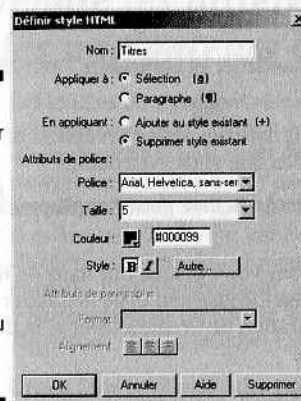 Définir style HTML
Nom : Titres
Appliquer à : Sélection (a)
Paragraphe (¶)
En appliquant : Ajouter au style existant (+)
Supprimer style existant
Attributs de police :
Police : Arial, Helvetica, sans-ser
Taille : 5
Couleur : #000099
Style : B I Autre...
Attributs de paragraphe
Format
Alignement
OK Annuler Aide Supprimer